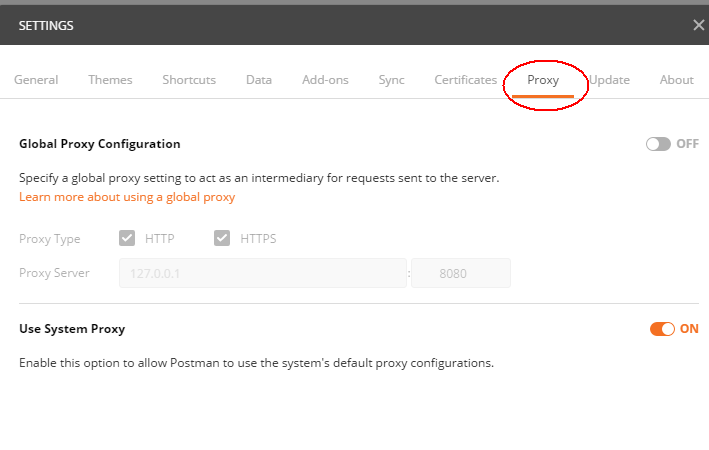 SETTINGS
General Themes Shortcuts Data Add-ons Sync Certificates Proxy Update About
Global Proxy Configuration OFF
Specify a global proxy setting to act as an intermediary for requests sent to the server.
Learn more about using a global proxy
Proxy Type HTTP HTTPS
Proxy Server 127.0.0.1 : 8080
Use System Proxy ON
Enable this option to allow Postman to use the system's default proxy configurations.